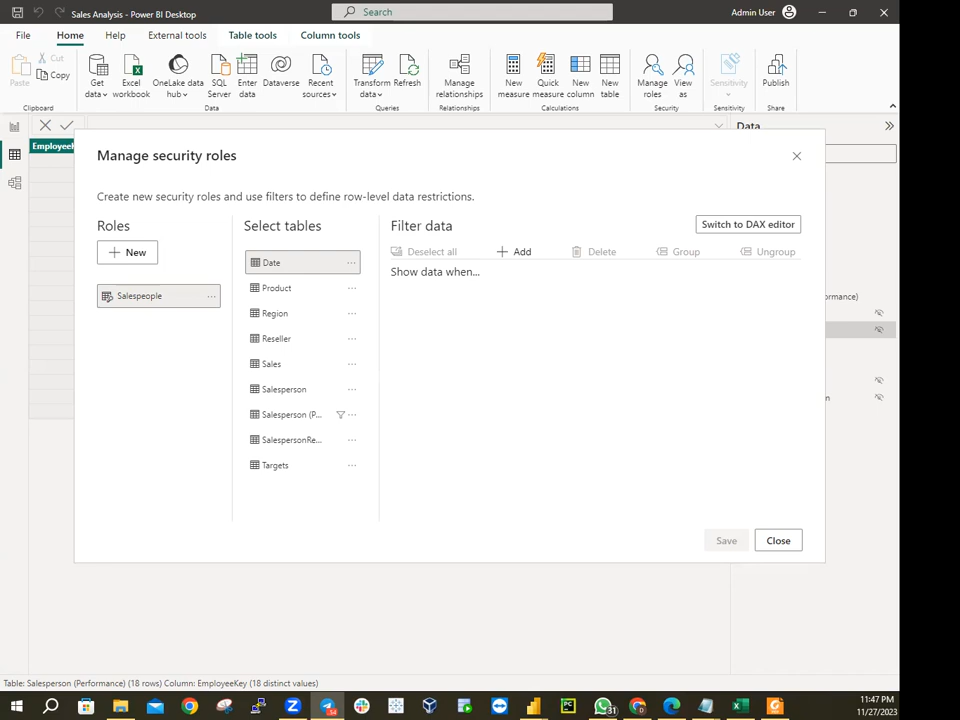 Sales Analysis - Power BI Desktop
Search
Admin User
File
Home
Help
External tools
Table tools
Column tools
Paste
Cut
Copy
Clipboard
Get data
Excel workbook
OneLake data hub
SQL Server
Enter data
Dataverse
Recent sources
Data
Transform data
Refresh
Queries
Manage relationships
Relationships
New measure
Quick measure
New column
New table
Calculations
Manage roles
View as
Security
Sensitivity
Sensitivity
Publish
Share
Data
Manage security roles
Create new security roles and use filters to define row-level data restrictions.
Roles
New
Salespeople
Select tables
Date
Product
Region
Reseller
Sales
Salesperson
Salesperson (P...
SalespersonRe...
Targets
Filter data
Switch to DAX editor
Deselect all
Add
Delete
Group
Ungroup
Show data when...
Save
Close
Table: Salesperson (Performance) (18 rows) Column: EmployeeKey (18 distinct values)
54
31
11:47 PM
11/27/2023